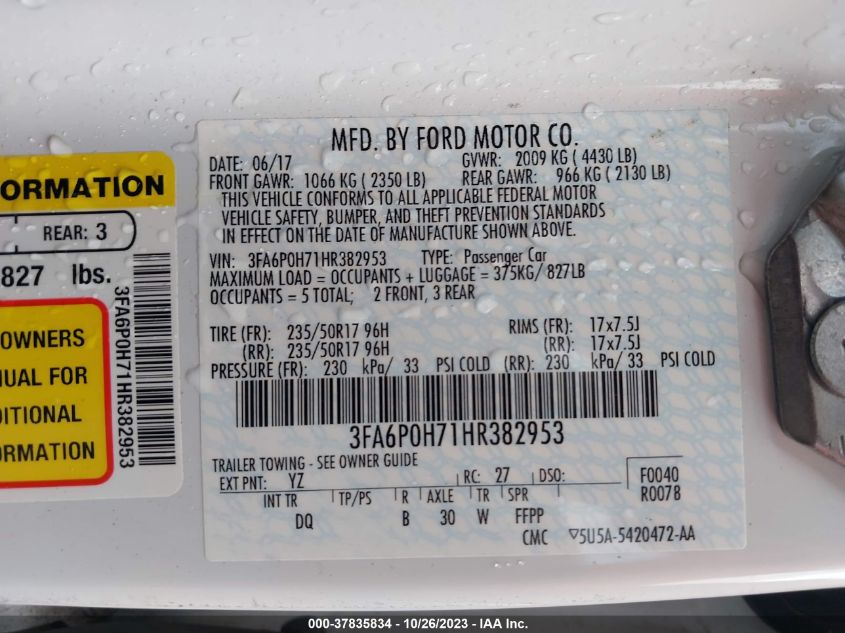 ORMATION
REAR: 3
827 lbs.
3FA6P0H71HR382953
OWNERS
NUAL FOR
DITIONAL
ORMATION
MFD. BY FORD MOTOR CO.
DATE: 06/17 GVWR: 2009 KG ( 4430 LB)
FRONT GAWR: 1066 KG ( 2350 LB) REAR GAWR: 966 KG ( 2130 LB)
THIS VEHICLE CONFORMS TO ALL APPLICABLE FEDERAL MOTOR
VEHICLE SAFETY, BUMPER, AND THEFT PREVENTION STANDARDS
IN EFFECT ON THE DATE OF MANUFACTURE SHOWN ABOVE.
VIN: 3FA6P0H71HR382953 TYPE: Passenger Car
MAXIMUM LOAD = OCCUPANTS + LUGGAGE = 375KG/ 827LB
OCCUPANTS = 5 TOTAL; 2 FRONT, 3 REAR
TIRE (FR): 235/50R17 96H RIMS (FR): 17x7.5J
(RR): 235/50R17 96H (RR): 17x7.5J
PRESSURE (FR): 230 kPa/ 33 PSI COLD (RR): 230 kPa/ 33 PSI COLD
3FA6P0H71HR382953
TRAILER TOWING - SEE OWNER GUIDE
EXT PNT: YZ RC: 27 DSO: F0040
R0078
INT TR TP/PS R AXLE TR SPR
DQ B 30 W FFPP
CMC ▽5U5A-5420472-AA
000-37835834 - 10/26/2023 - IAA Inc.